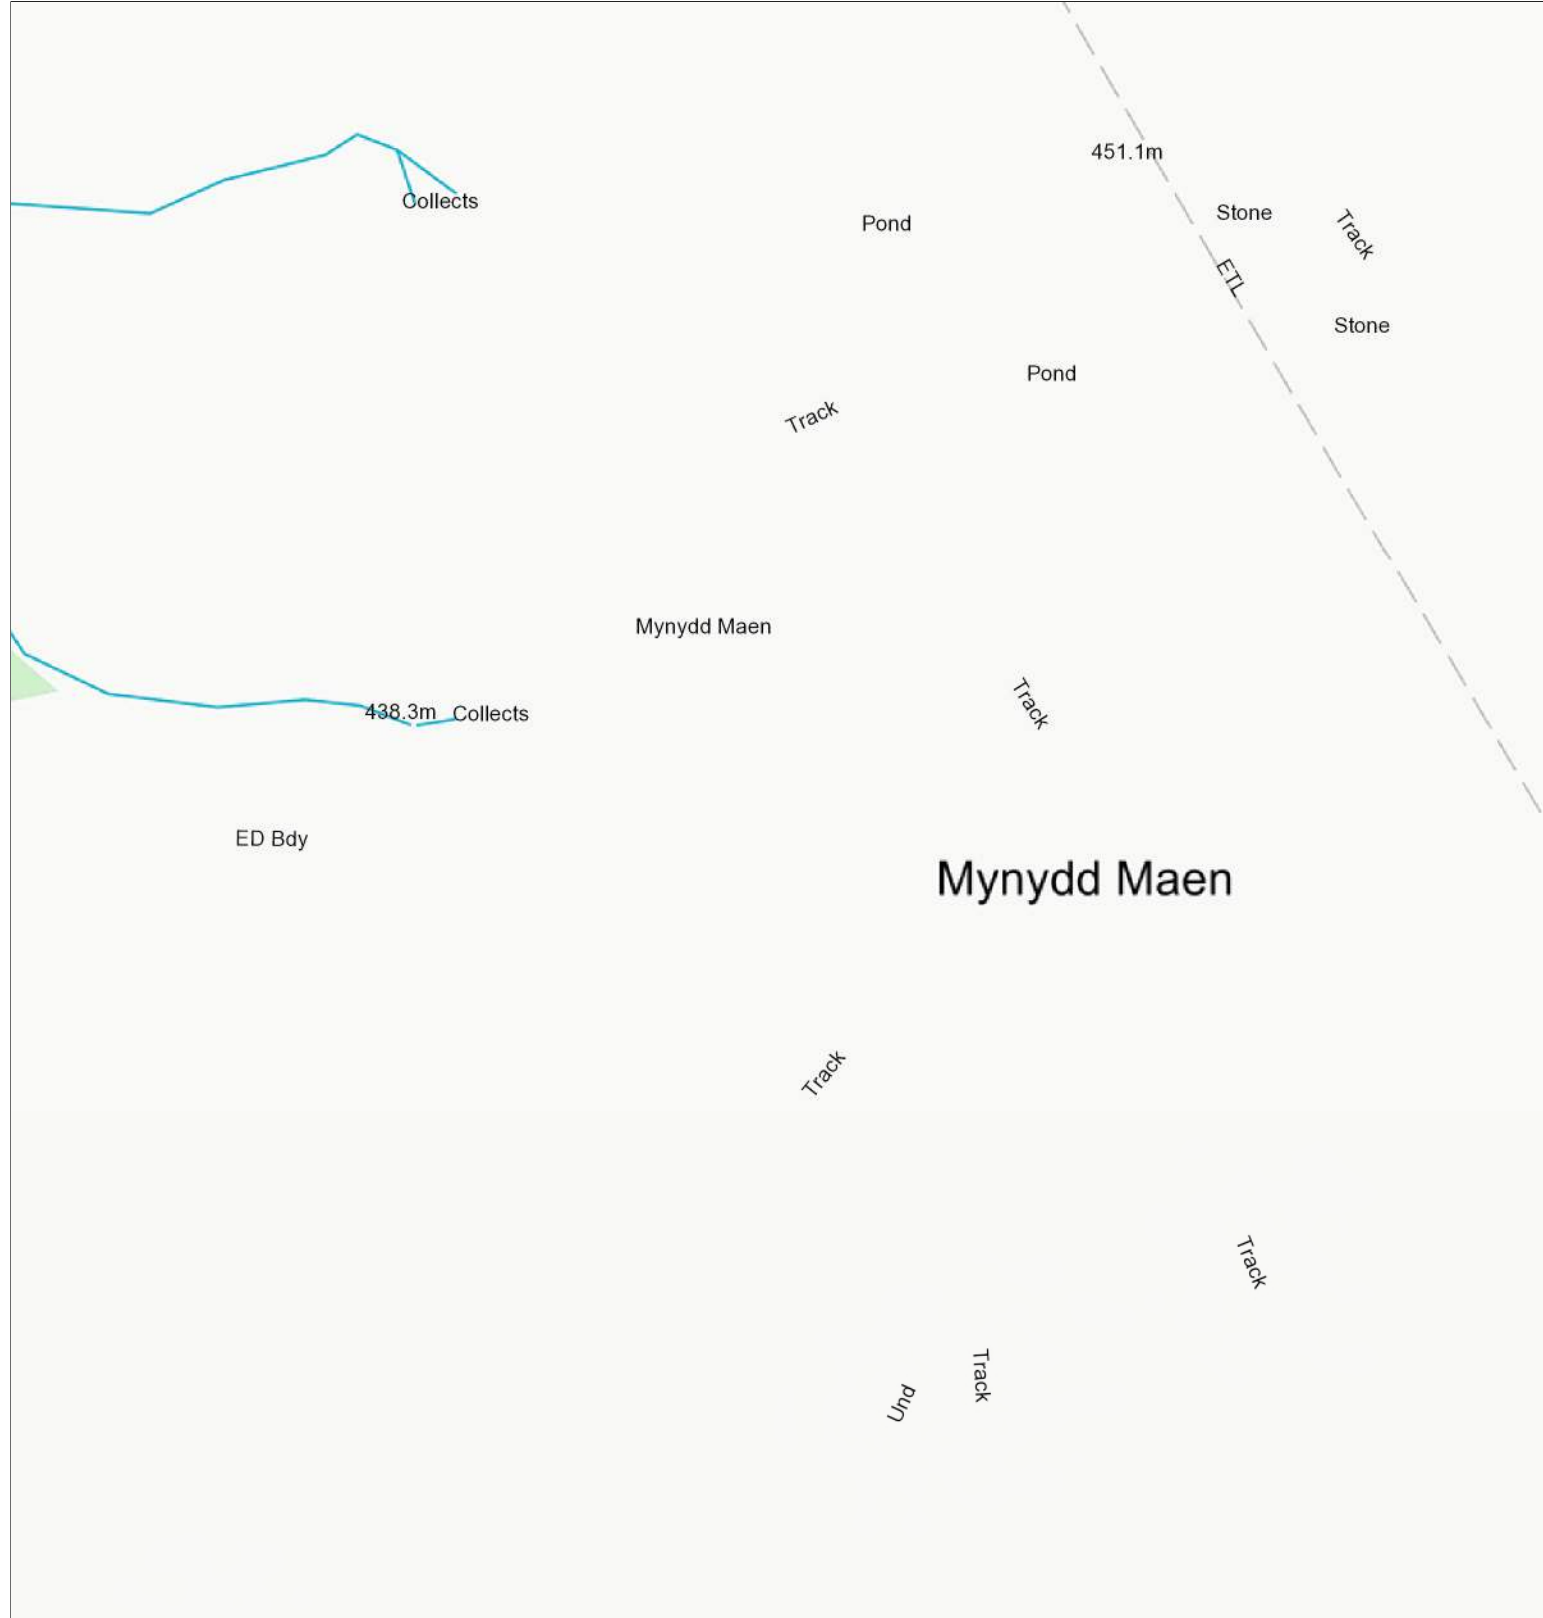 451.1m
Collects
Stone
Pond
Track
ETL
Stone
Pond
Track
Mynydd Maen
Track
438.3m
Collects
ED Bdy
Mynydd Maen
Track
Track
Track
Und